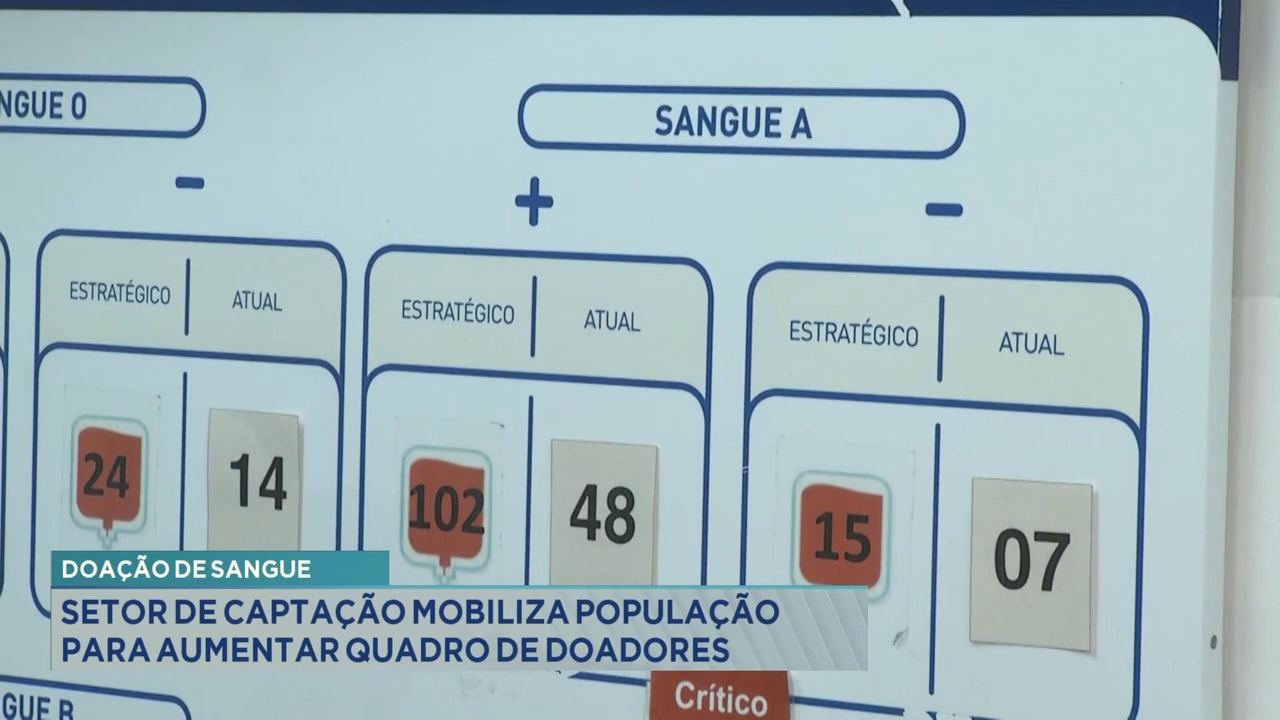 NGUE O
SANGUE A
-
+
-
ESTRATÉGICO
ATUAL
ESTRATÉGICO
ATUAL
ESTRATÉGICO
ATUAL
24
14
102
48
15
07
DOAÇÃO DE SANGUE
SETOR DE CAPTAÇÃO MOBILIZA POPULAÇÃO
PARA AUMENTAR QUADRO DE DOADORES
Crítico
GUE B